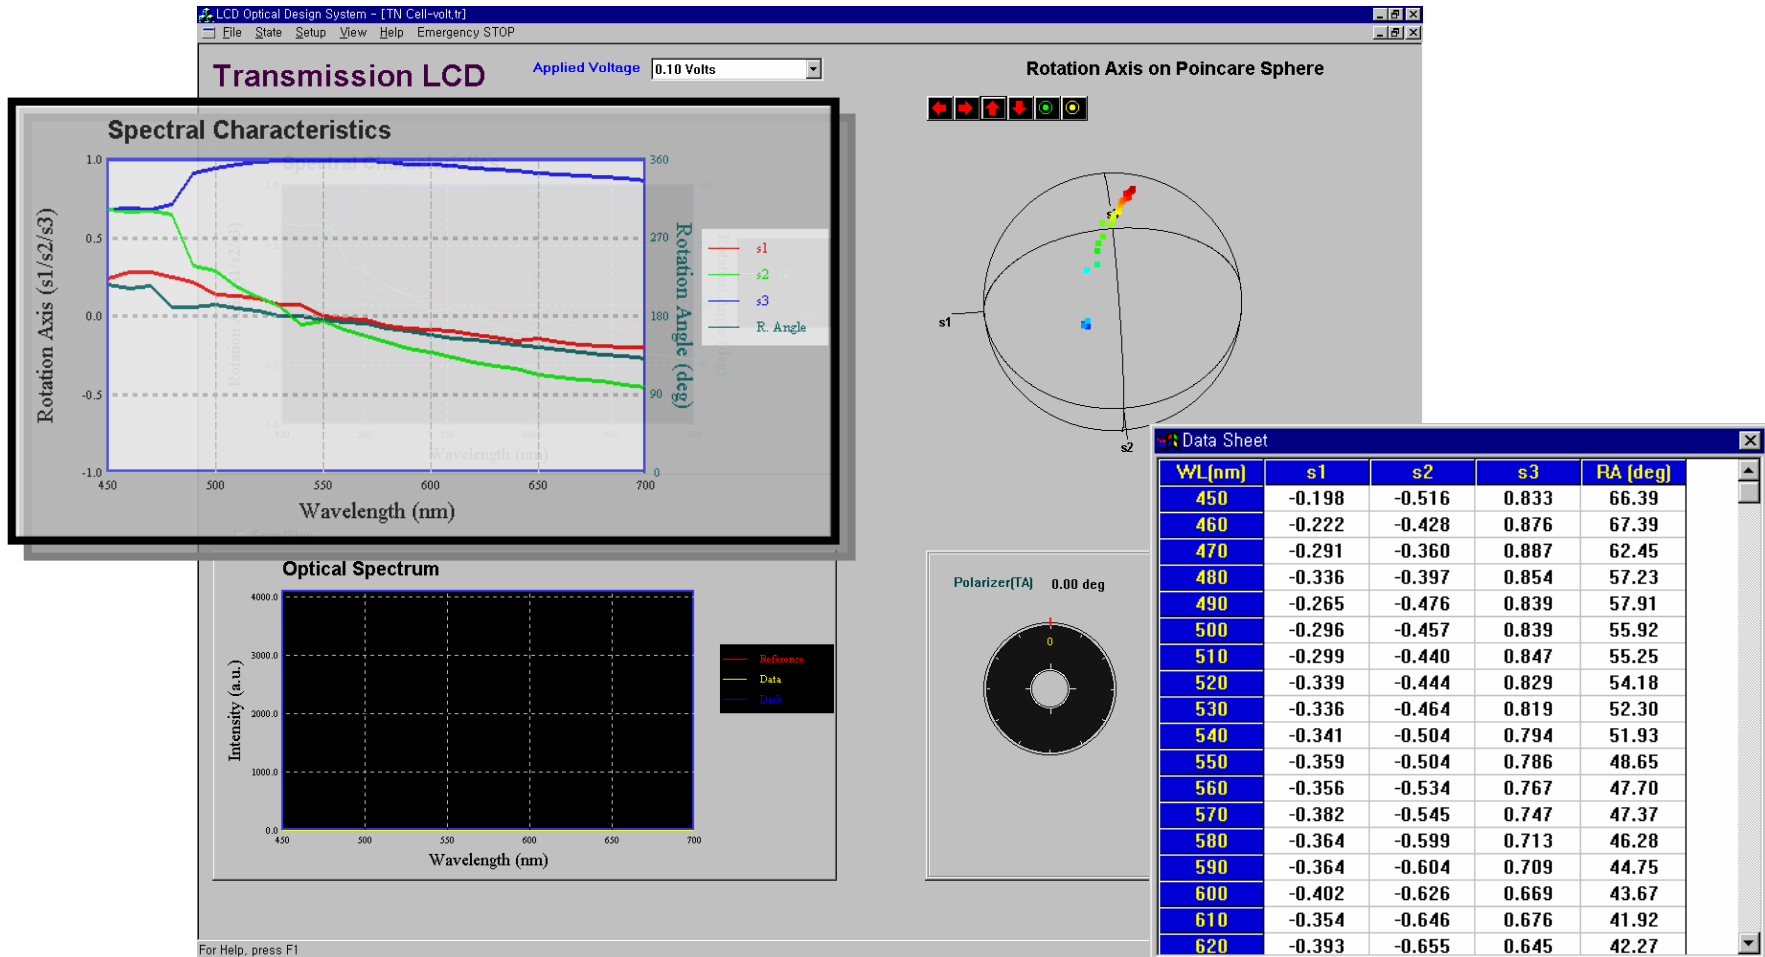 LCD Optical Design System - [TN Cell-volt,tr]
File State Setup View Help Emergency STOP
Transmission LCD
Applied Voltage 0.10 Volts
Rotation Axis on Poincare Sphere
Spectral Characteristics
1.0
0.5
0.0
-0.5
-1.0
Rotation Axis (s1/s2/s3)
360
270
180
90
0
Rotation Angle (deg)
450 500 550 600 650 700
Wavelength (nm)
s1
s2
s3
R. Angle
s1
s2
Optical Spectrum
4000.0
3000.0
2000.0
1000.0
0.0
Intensity (a.u.)
450 500 550 600 650 700
Wavelength (nm)
Reference
Data
Dark
Polarizer(TA) 0.00 deg
0
Data Sheet
WL(nm) s1 s2 s3 RA (deg)
450 -0.198 -0.516 0.833 66.39
460 -0.222 -0.428 0.876 67.39
470 -0.291 -0.360 0.887 62.45
480 -0.336 -0.397 0.854 57.23
490 -0.265 -0.476 0.839 57.91
500 -0.296 -0.457 0.839 55.92
510 -0.299 -0.440 0.847 55.25
520 -0.339 -0.444 0.829 54.18
530 -0.336 -0.464 0.819 52.30
540 -0.341 -0.504 0.794 51.93
550 -0.359 -0.504 0.786 48.65
560 -0.356 -0.534 0.767 47.70
570 -0.382 -0.545 0.747 47.37
580 -0.364 -0.599 0.713 46.28
590 -0.364 -0.604 0.709 44.75
600 -0.402 -0.626 0.669 43.67
610 -0.354 -0.646 0.676 41.92
620 -0.393 -0.655 0.645 42.27
For Help, press F1